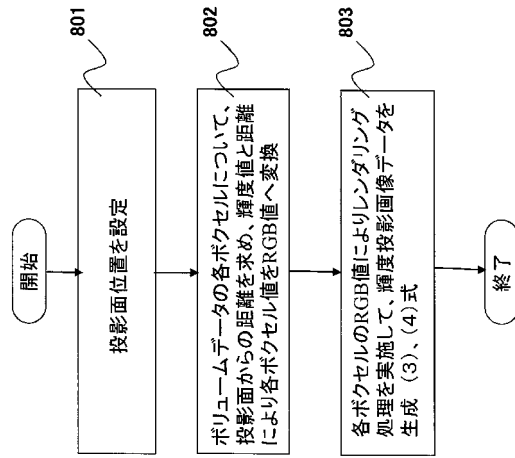 開始
801
投影面位置を設定
802
ボリュームデータの各ボクセルについて、
投影面からの距離を求め、輝度値と距離
により各ボクセル値をRGB値へ変換
803
各ボクセルのRGB値によりレンダリング
処理を実施して、輝度投影画像データを
生成 (3)、(4)式
終了